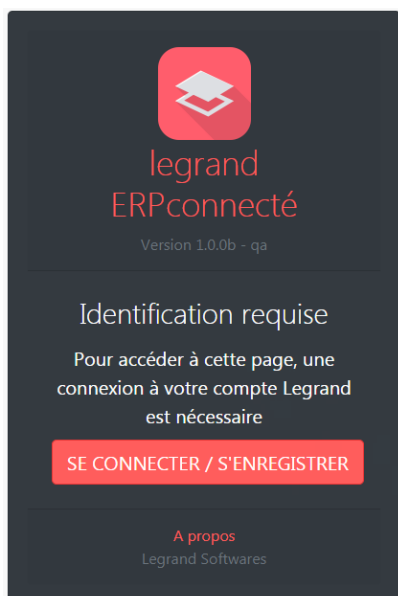 legrand
ERPconnecté
Version 1.0.0b - qa
Identification requise
Pour accéder à cette page, une
connexion à votre compte Legrand
est nécessaire
SE CONNECTER / S'ENREGISTRER
A propos
Legrand Softwares